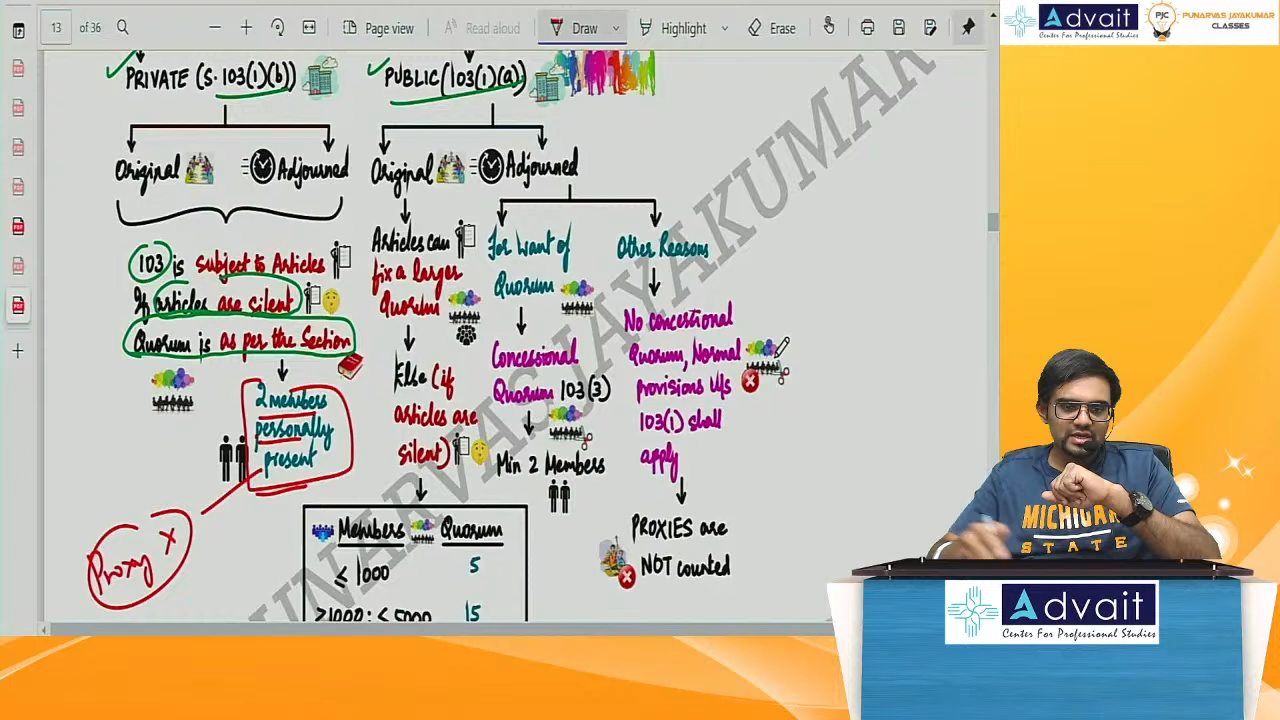 13 of 36
Page view
Read aloud
Draw
Highlight
Erase
Advait
Center For Professional Studies
PJC
PUNARVAS JAYAKUMAR
CLASSES
PRIVATE (S.103(1)(b))
PUBLIC (103(1)(a))
Original
Adjourned
Original
Adjourned
103 is subject to Articles
If articles are silent
Quorum is as per the Section
2 members
personally
present
Proxy X
Articles can
fix a larger
Quorum
Else (if
articles are
silent)
For Want of
Quorum
Concessional
Quorum 103(3)
Min 2 Members
Other Reasons
No concestional
Quorum, Normal
provisions U/s
103(1) shall
apply
PROXIES are
NOT counted
Members Quorum
≤ 1000 5
>1000; ≤ 5000 15
PUNARVAS JAYAKUMAR
MICHIGAN
STATE
Advait
Center For Professional Studies